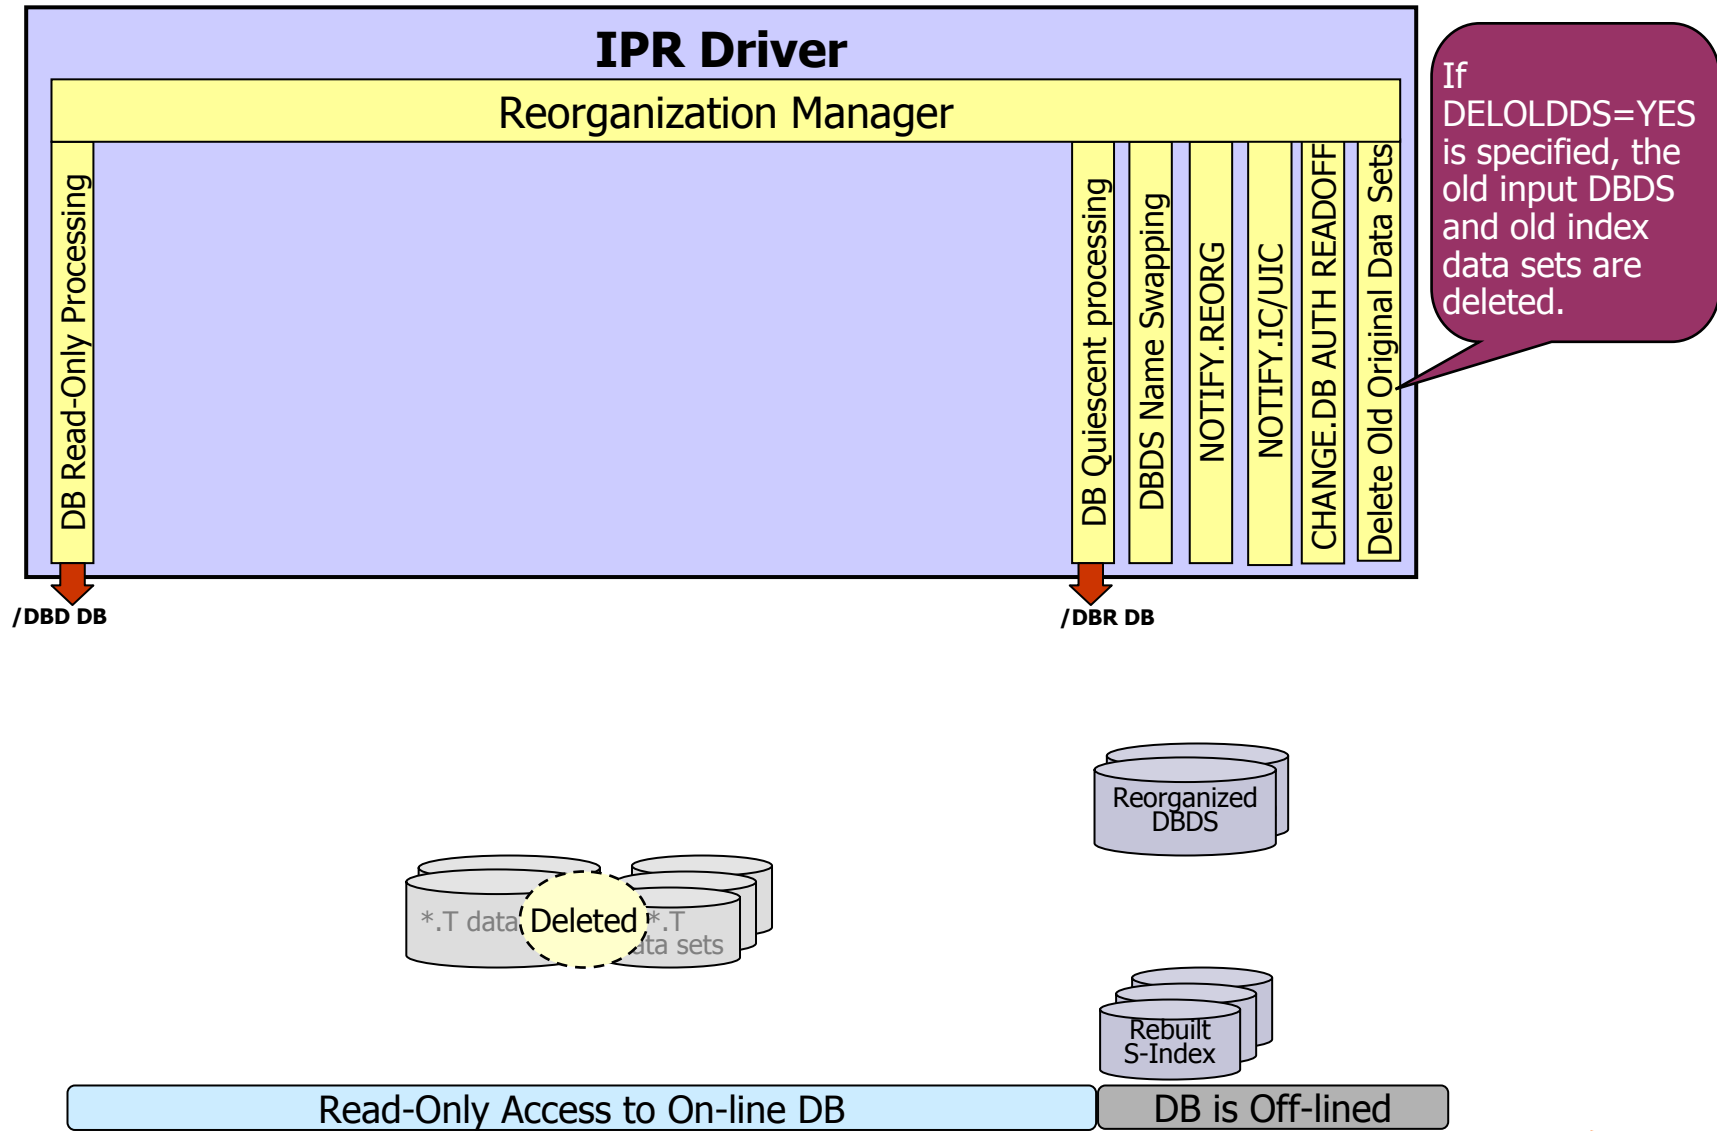 IPR Driver
Reorganization Manager
If
DELOLDDS=YES
is specified, the
old input DBDS
and old index
data sets are
deleted.
DB Read-Only Processing
DB Quiescent processing
DBDS Name Swapping
NOTIFY.REORG
NOTIFY.IC/UIC
CHANGE.DB AUTH READOFF
Delete Old Original Data Sets
/DBD DB
/DBR DB
Reorganized
DBDS
*.T data
Deleted
*.T
sets
Rebuilt
S-Index
Read-Only Access to On-line DB
DB is Off-lined